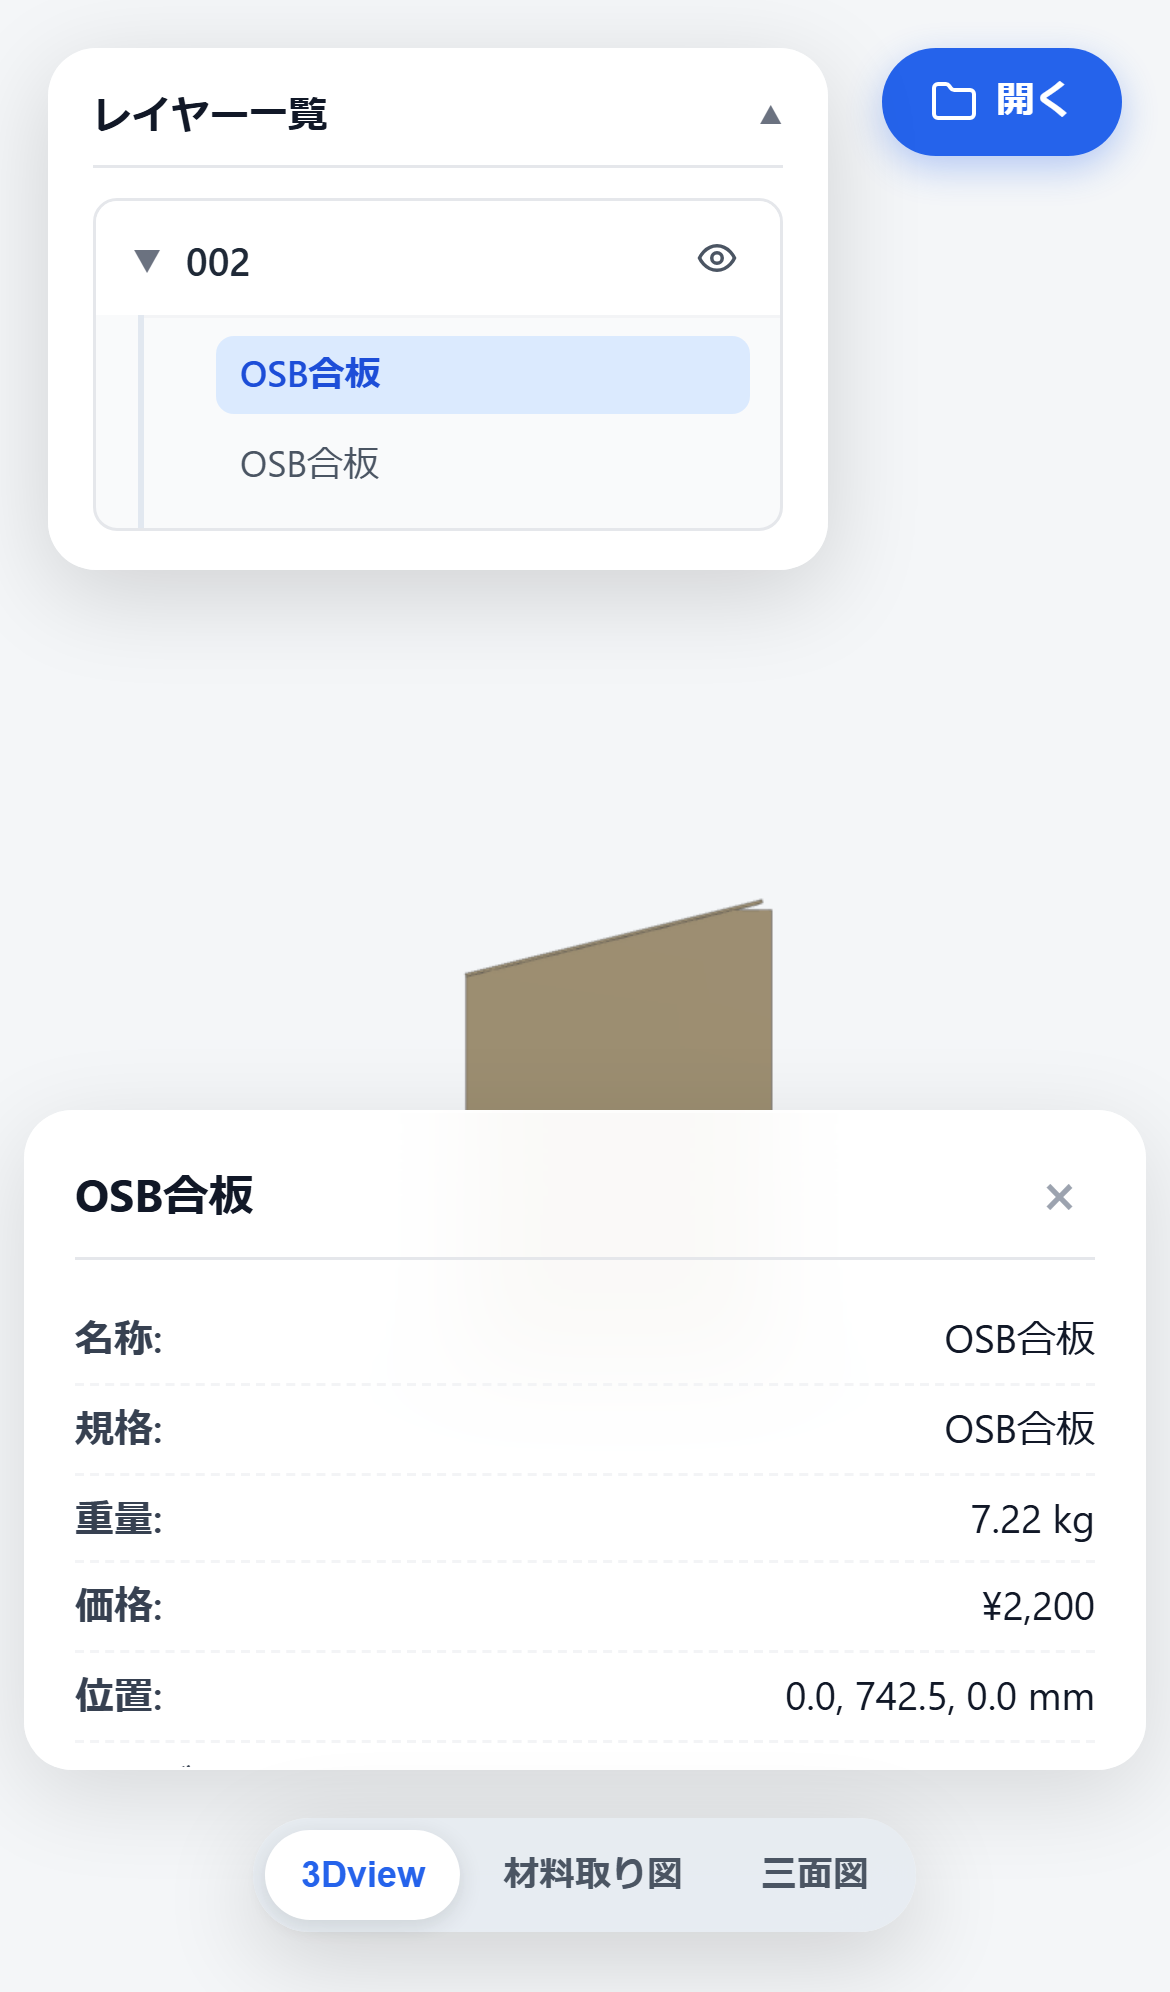 レイヤー一覧
開く
002
OSB合板
OSB合板
OSB合板
名称: OSB合板
規格: OSB合板
重量: 7.22 kg
価格: ¥2,200
位置: 0.0, 742.5, 0.0 mm
3Dview 材料取り図 三面図